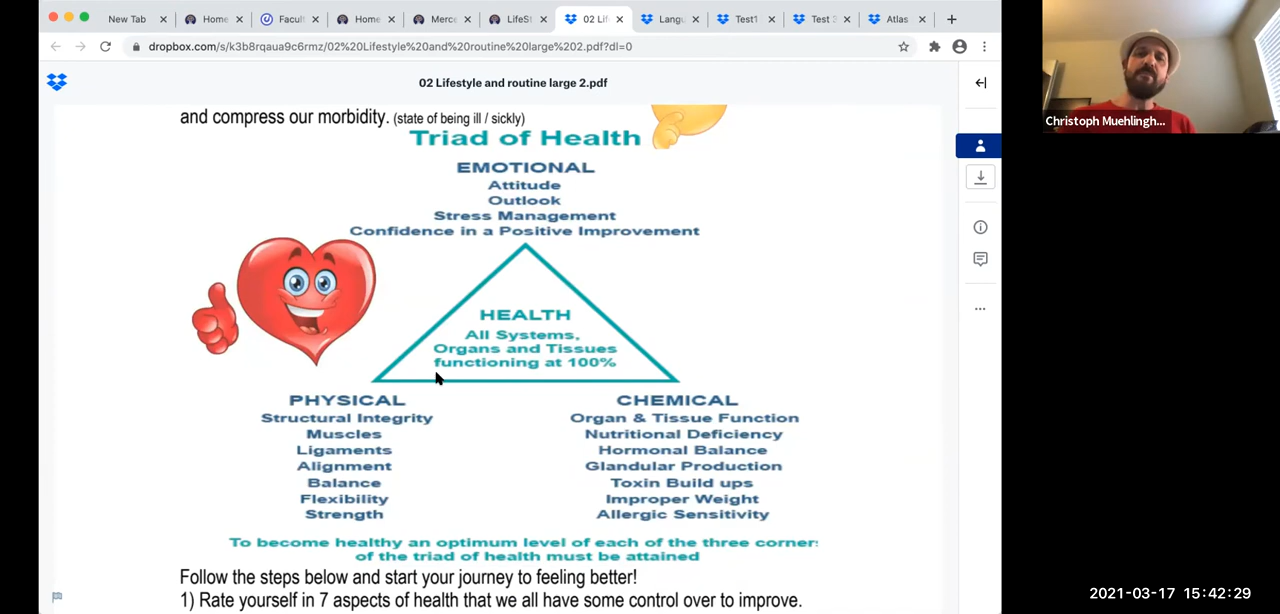 New Tab
Home
Facul
Home
Merce
LifeSt
02 Lif
Langu
Test1
Test
Atlas
dropbox.com/s/k3b8rqaua9c6rmz/02%20Lifestyle%20and%20routine%20large%202.pdf?dl=0
02 Lifestyle and routine large 2.pdf
and compress our morbidity. (state of being ill / sickly)
Triad of Health
EMOTIONAL
Attitude
Outlook
Stress Management
Confidence in a Positive Improvement
HEALTH
All Systems,
Organs and Tissues
functioning at 100%
PHYSICAL
Structural Integrity
Muscles
Ligaments
Alignment
Balance
Flexibility
Strength
CHEMICAL
Organ & Tissue Function
Nutritional Deficiency
Hormonal Balance
Glandular Production
Toxin Build ups
Improper Weight
Allergic Sensitivity
To become healthy an optimum level of each of the three corner
of the triad of health must be attained
Follow the steps below and start your journey to feeling better!
1) Rate yourself in 7 aspects of health that we all have some control over to improve.
Christoph Muehlingh...
2021-03-17 15:42:29